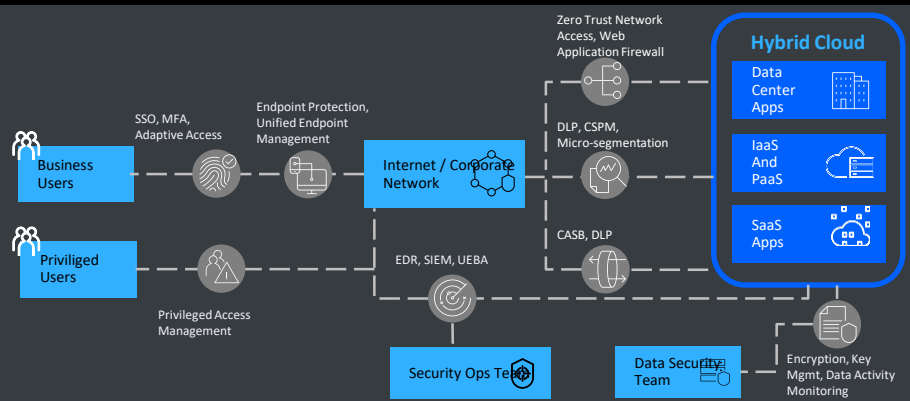 Zero Trust Network
Access, Web
Application Firewall
Hybrid Cloud
Data
Center
Apps
SSO, MFA,
Adaptive Access
Endpoint Protection,
Unified Endpoint
Management
DLP, CSPM,
Micro-segmentation
Business
Users
Internet / Corporate
Network
IaaS
And
PaaS
SaaS
Apps
CASB, DLP
Priviliged
Users
EDR, SIEM, UEBA
Privileged Access
Management
Security Ops Team
Data Security
Team
Encryption, Key
Mgmt, Data Activity
Monitoring